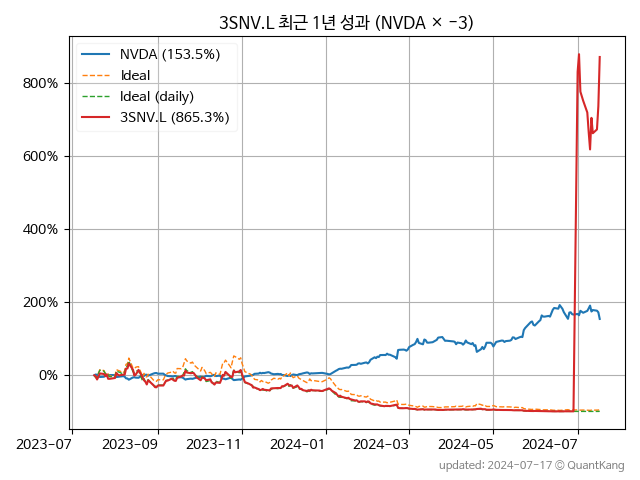 3SNV.L 최근 1년 성과 (NVDA × -3)
NVDA (153.5%)
Ideal
Ideal (daily)
3SNV.L (865.3%)
800%
600%
400%
200%
0%
2023-07
2023-09
2023-11
2024-01
2024-03
2024-05
2024-07
updated: 2024-07-17 © QuantKang